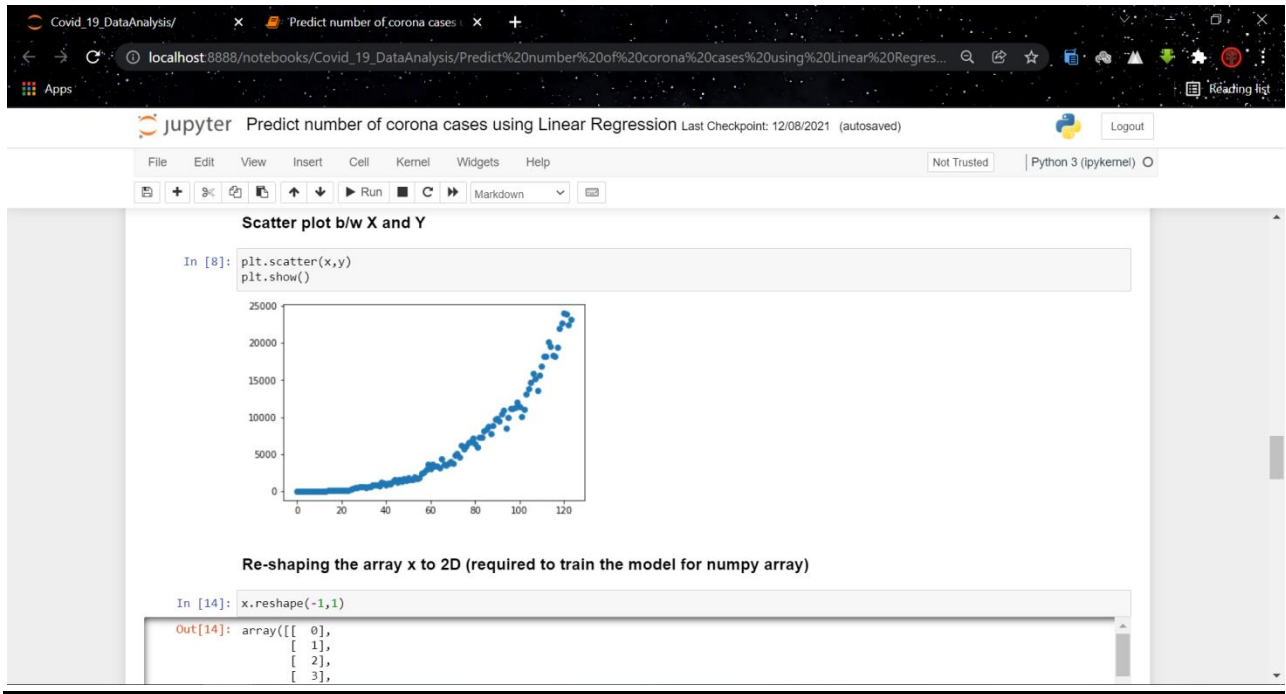 Covid_19_DataAnalysis/
Predict number of corona cases
localhost:8888/notebooks/Covid_19_DataAnalysis/Predict%20number%20of%20corona%20cases%20using%20Linear%20Regres...
Apps
Reading list
jupyter Predict number of corona cases using Linear Regression Last Checkpoint: 12/08/2021 (autosaved)
Logout
File Edit View Insert Cell Kernel Widgets Help
Not Trusted
Python 3 (ipykernel)
Run
Markdown
Scatter plot b/w X and Y
In [8]: plt.scatter(x,y)
plt.show()
25000
20000
15000
10000
5000
0
0 20 40 60 80 100 120
Re-shaping the array x to 2D (required to train the model for numpy array)
In [14]: x.reshape(-1,1)
Out[14]: array([[ 0],
[ 1],
[ 2],
[ 3],